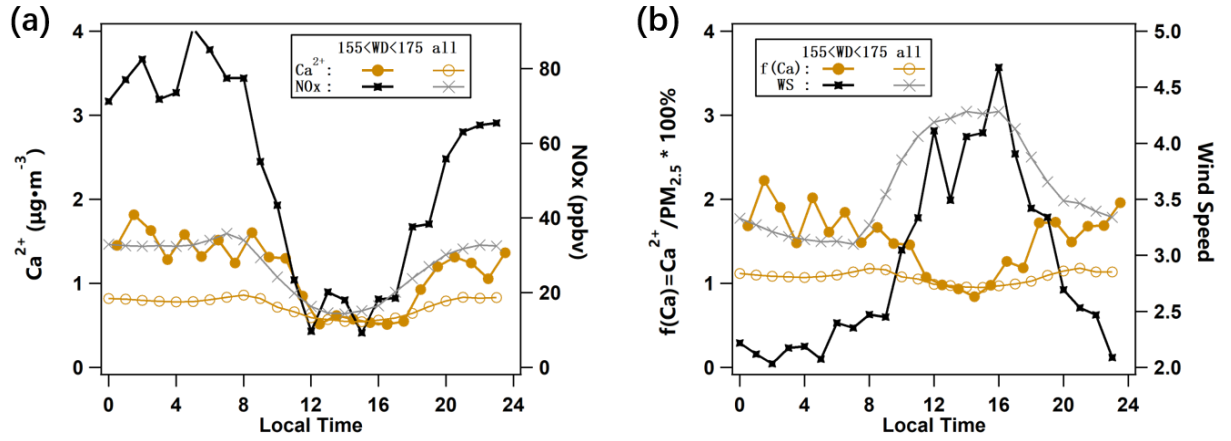 (a)
4
3
2
1
0
Ca²⁺ (μg•m⁻³)
155<WD<175 all
Ca²⁺:
NOx:
80
60
40
20
0
NOx (ppbv)
0 4 8 12 16 20 24
Local Time
(b)
4
3
2
1
0
f(Ca)=Ca²⁺/PM₂.₅ * 100%
155<WD<175 all
f(Ca):
WS:
5.0
4.5
4.0
3.5
3.0
2.5
2.0
Wind Speeed
0 4 8 12 16 20 24
Local Time